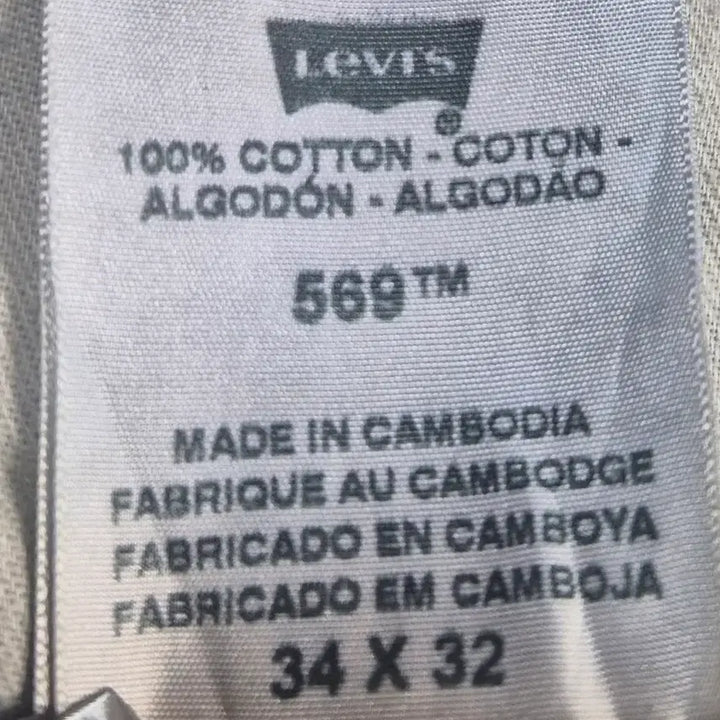 Levi's
®
100% COTTON - COTON -
ALGODÓN - ALGODÃO
569™
MADE IN CAMBODIA
FABRIQUE AU CAMBODGE
FABRICADO EN CAMBOYA
FABRICADO EM CAMBOJA
34 X 32